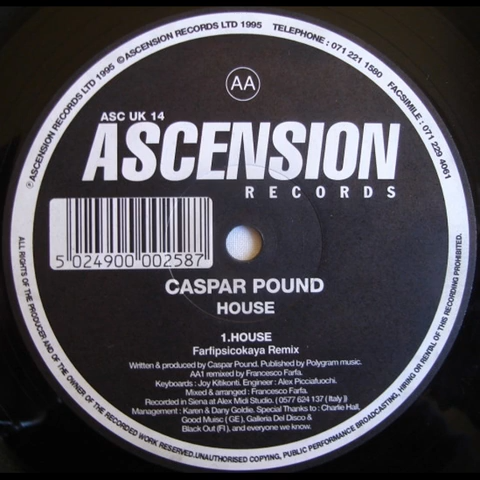 ℗ ASCENSION RECORDS LTD 1995 © ASCENSION RECORDS LTD 1995 TELEPHONE : 071 221 1580 FACSIMILE : 071 229 4061
AA
ASC UK 14
ASCENSION
RECORDS
5 024900 002587
CASPAR POUND
HOUSE
1.HOUSE
Farfipsicokaya Remix
Written & produced by Caspar Pound. Published by Polygram music.
AA1 remixed by Francesco Farfa.
Keyboards : Joy Kitikonti. Engineer : Alex Picciafuochi.
Mixed & arranged : Francesco Farfa.
Recorded in Siena at Alex Midi Studio. ( 0577 624 137 ( Italy ))
Management : Karen & Dany Goldie. Special Thanks to : Charlie Hall,
Good Muisc ( GE ), Galleria Del Disco &
Black Out (FI ), everyone and everyone we know.
ALL RIGHTS OF THE PRODUCER AND OF THE OWNER OF THE RECORDED WORK RESERVED.UNAUTHORISED COPYING, PUBLIC PERFORMANCE BROADCASTING, HIRING OR RENTAL OF THIS RECORDING PROHIBITED.